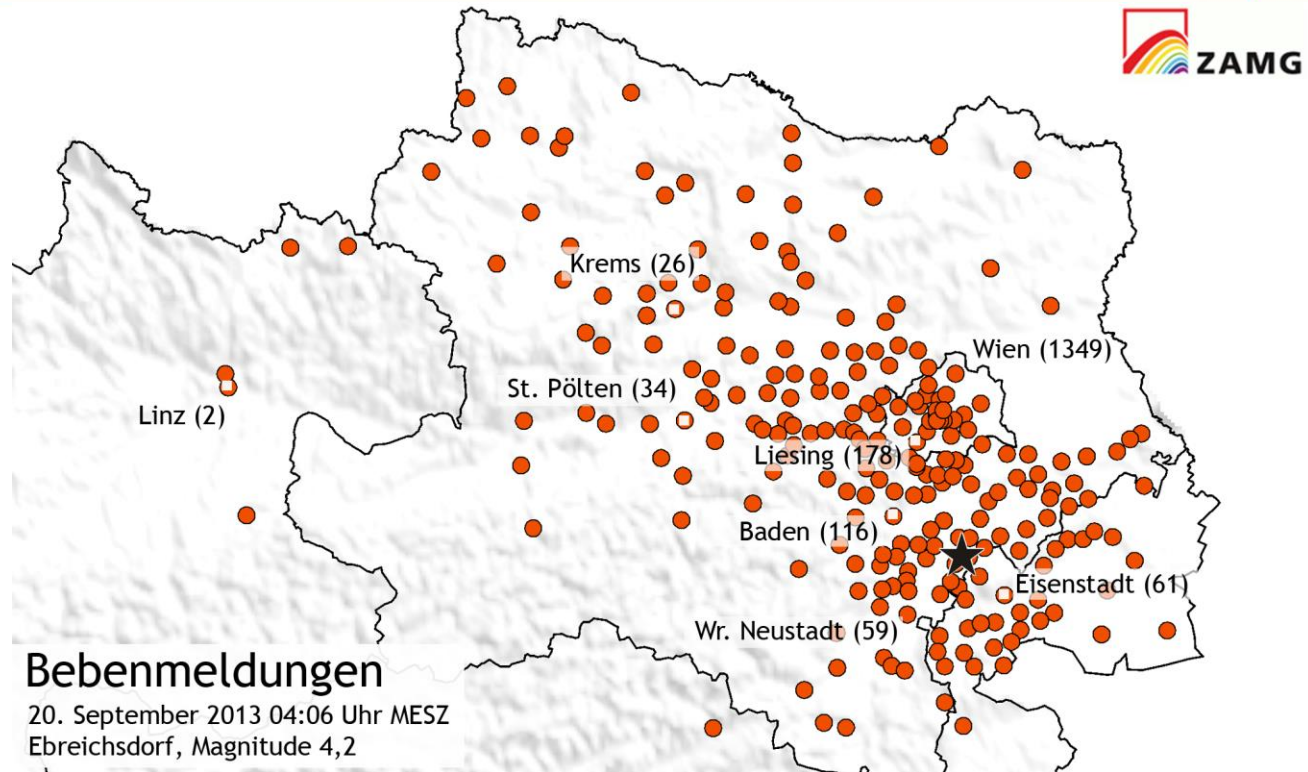 ZAMG
Krems (26)
Wien (1349)
St. Pölten (34)
Linz (2)
Liesing (178)
Baden (116)
Eisenstadt (61)
Wr. Neustadt (59)
Bebenmeldungen
20. September 2013 04:06 Uhr MESZ
Ebreichsdorf, Magnitude 4,2